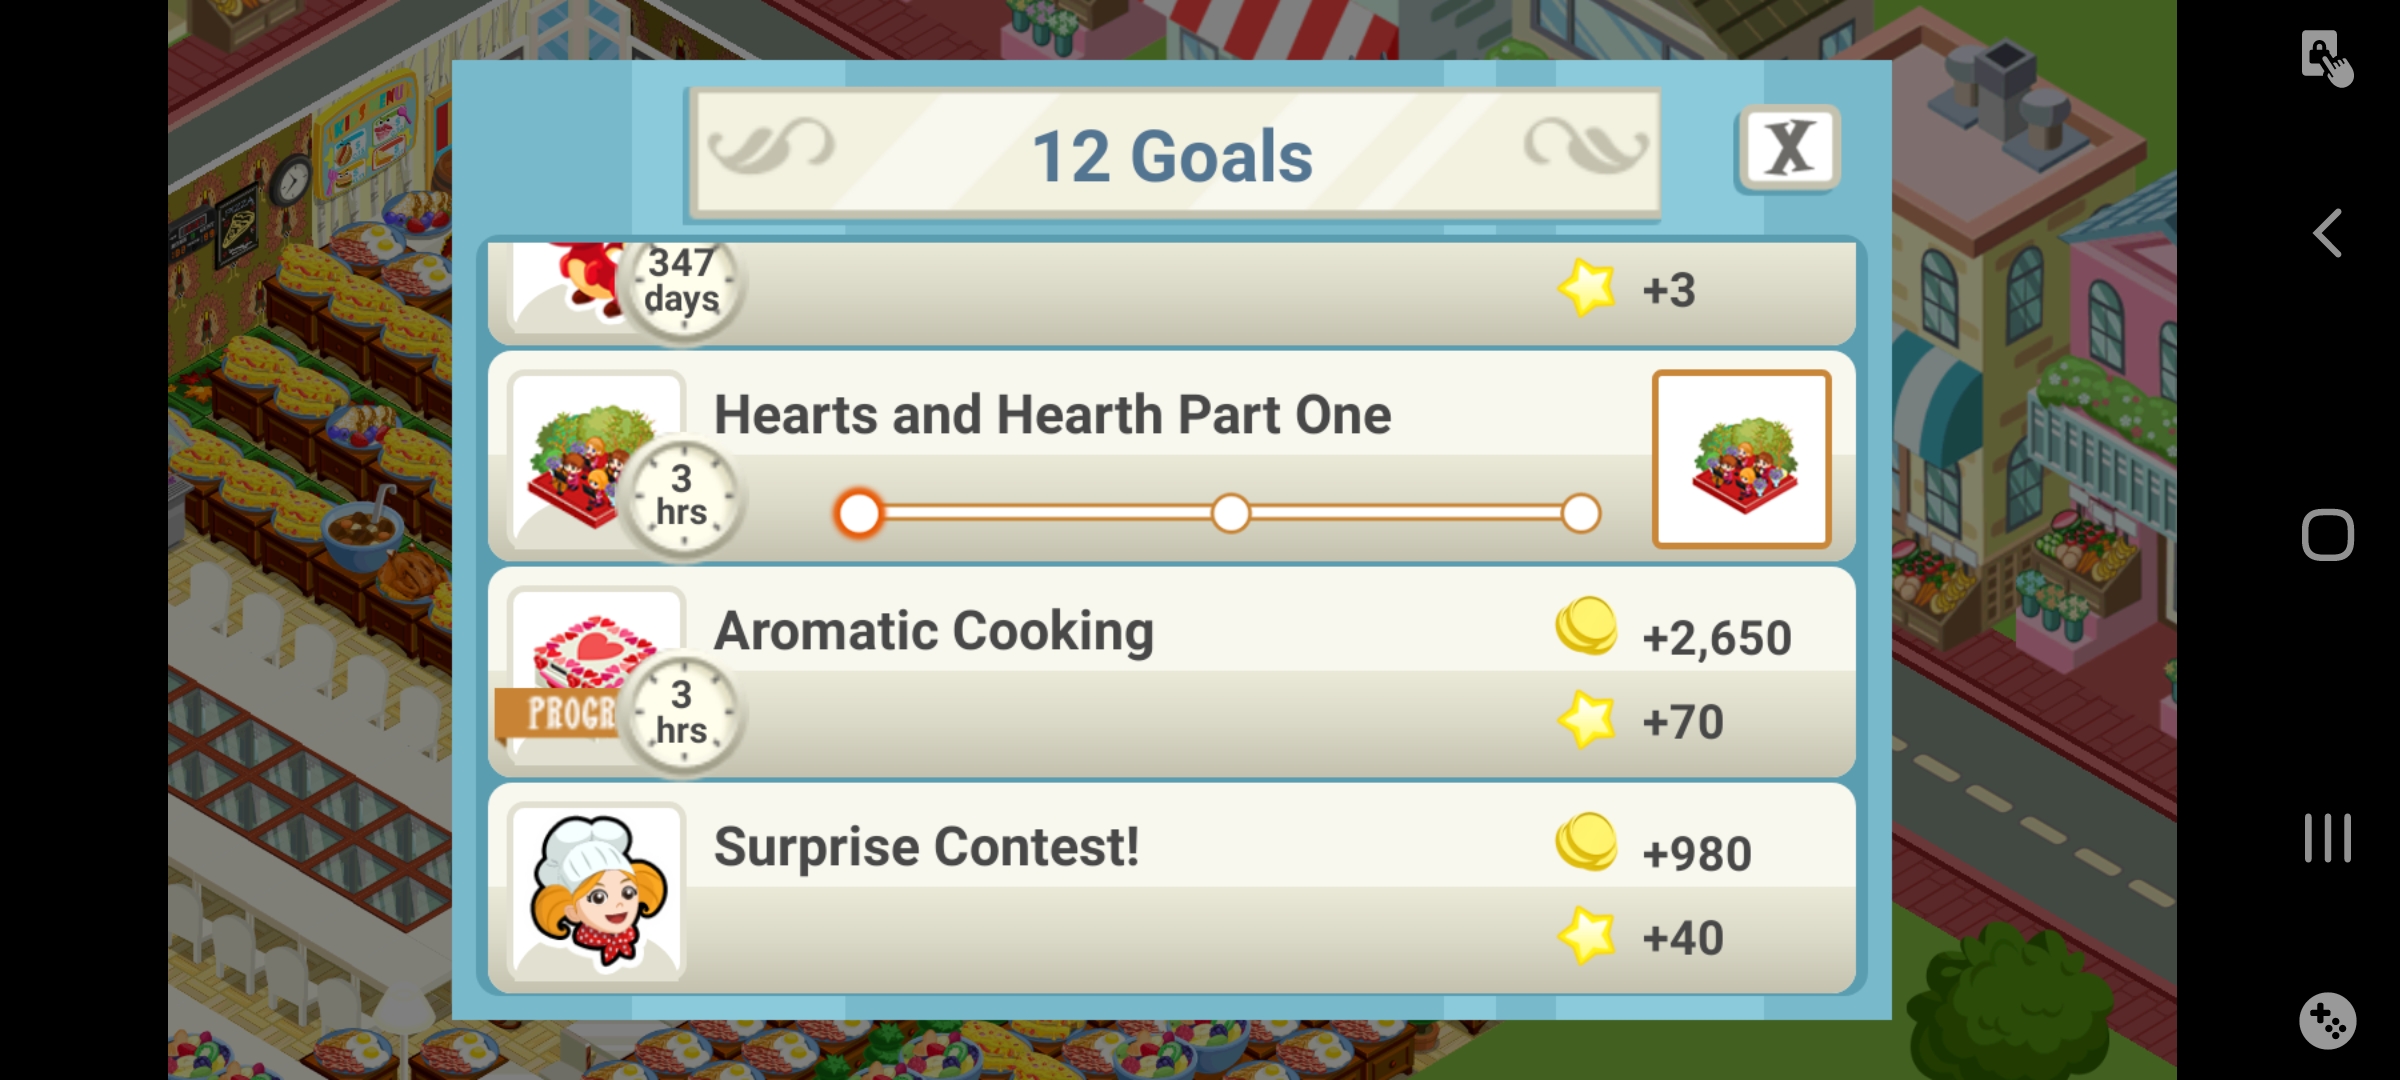 12 Goals
X
347
days
+3
Hearts and Hearth Part One
3
hrs
Aromatic Cooking
+2,650
PROGR
3
hrs
+70
Surprise Contest!
+980
+40